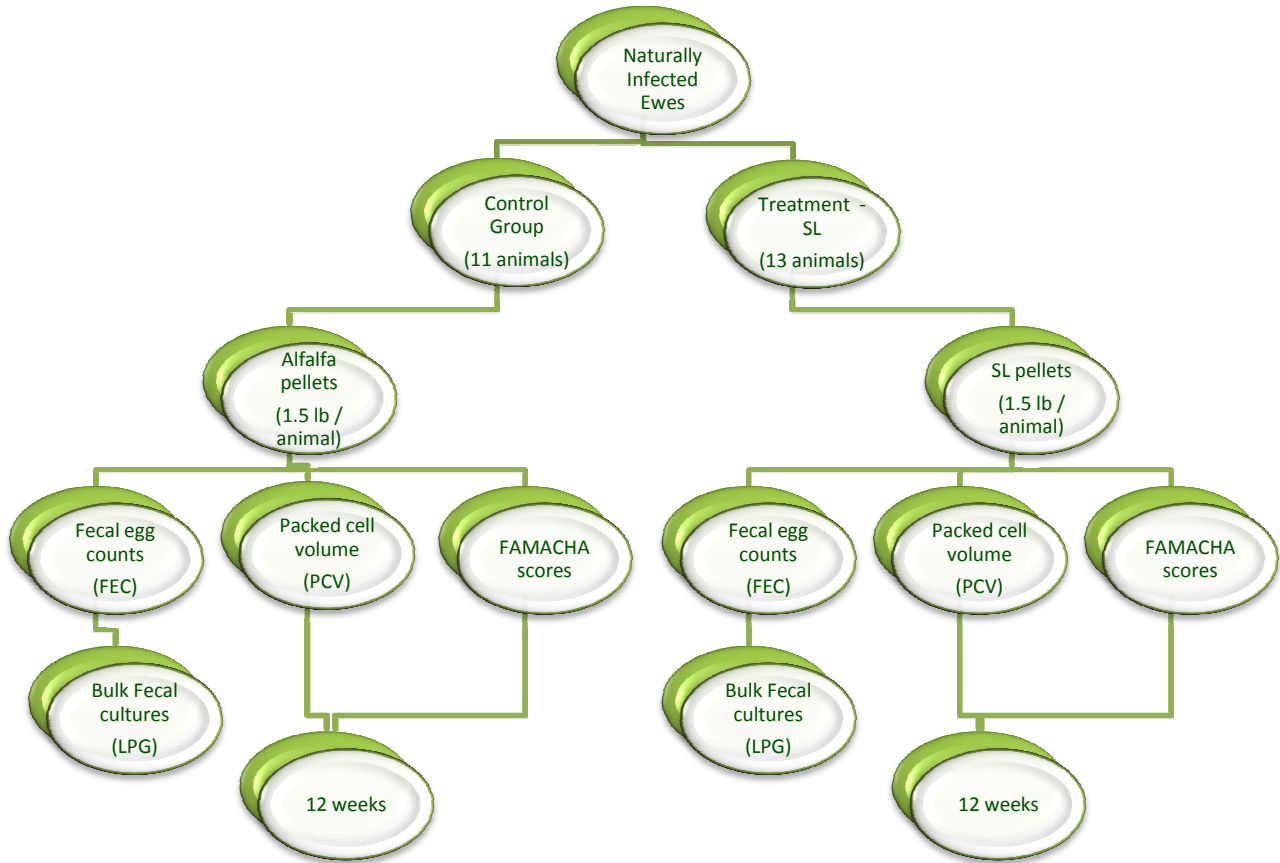 Naturally
Infected
Ewes
Control
Group
(11 animals)
Treatment -
SL
(13 animals)
Alfalfa
pellets
(1.5 lb /
animal)
SL pellets
(1.5 lb /
animal)
Fecal egg
counts
(FEC)
Packed cell
volume
(PCV)
FAMACHA
scores
Fecal egg
counts
(FEC)
Packed cell
volume
(PCV)
FAMACHA
scores
Bulk Fecal
cultures
(LPG)
12 weeks
Bulk Fecal
cultures
(LPG)
12 weeks